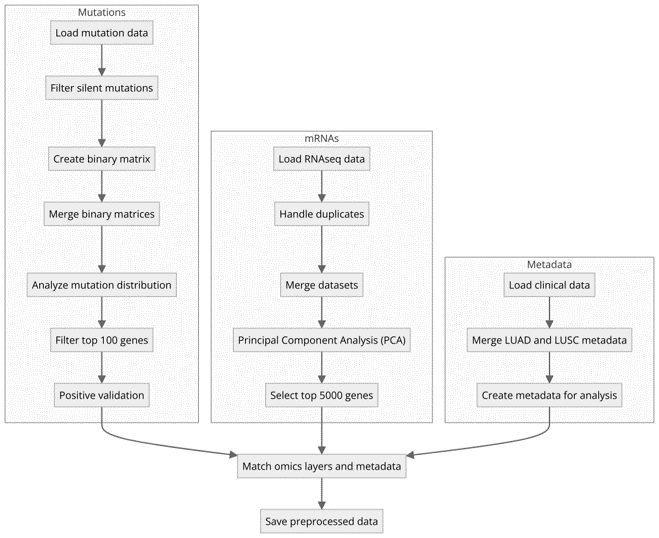 Mutations
Load mutation data
Filter silent mutations
Create binary matrix
Merge binary matrices
Analyze mutation distribution
Filter top 100 genes
Positive validation
mRNAs
Load RNAseq data
Handle duplicates
Merge datasets
Principal Component Analysis (PCA)
Select top 5000 genes
Metadata
Load clinical data
Merge LUAD and LUSC metadata
Create metadata for analysis
Match omics layers and metadata
Save preprocessed data